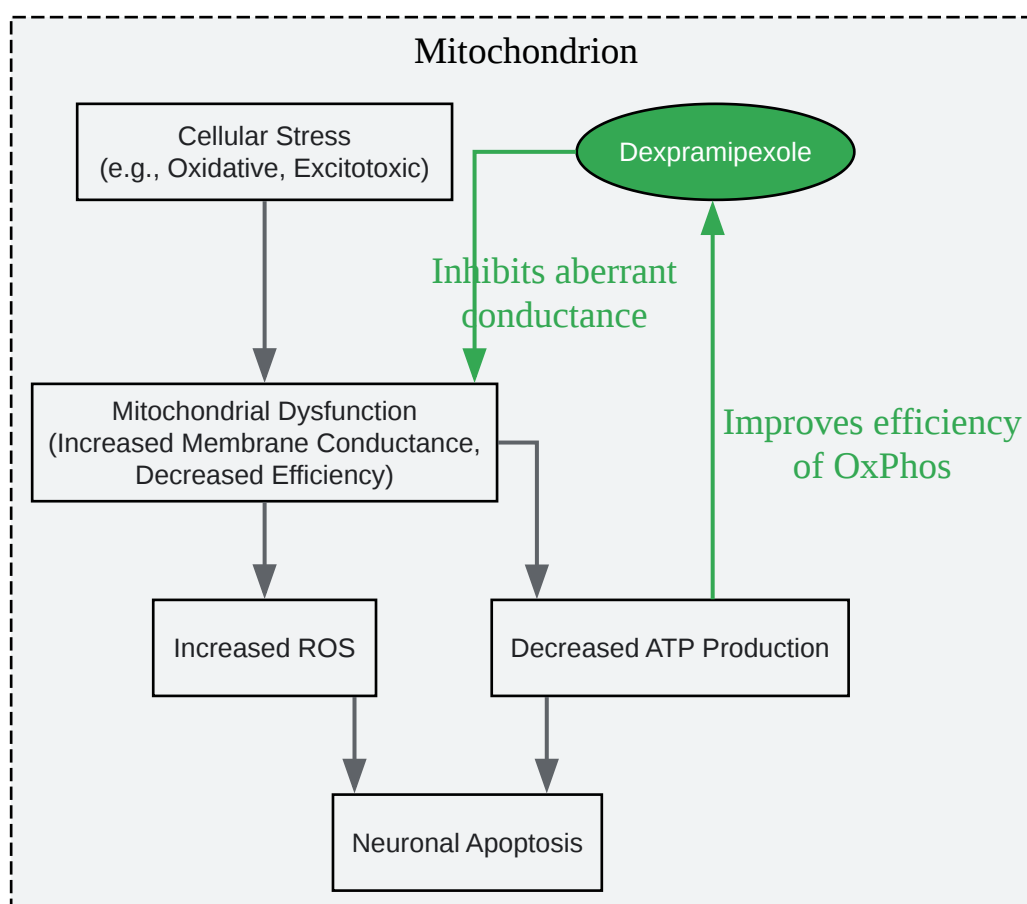 Mitochondrion
Cellular Stress
(e.g., Oxidative, Excitotoxic)
Dexpramipexole
Inhibits aberrant
conductance
Mitochondrial Dysfunction
(Increased Membrane Conductance,
Decreased Efficiency)
Improves efficiency
of OxPhos
Increased ROS
Decreased ATP Production
Neuronal Apoptosis